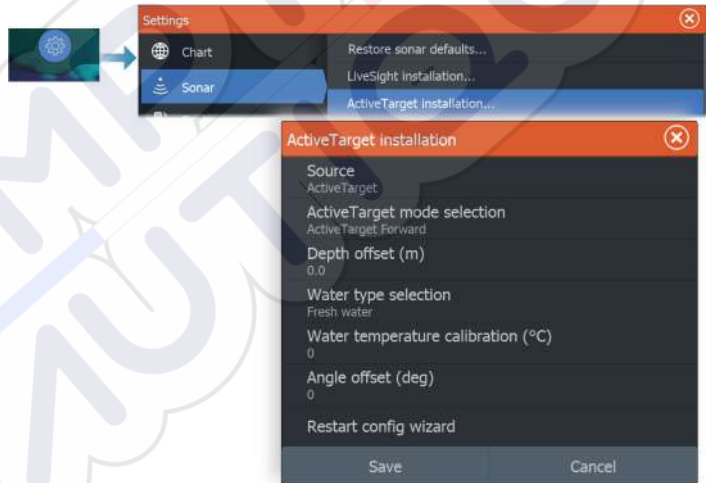 Settings
Chart
Sonar
Restore sonar defaults...
LiveSight installation...
ActiveTarget installation...
ActiveTarget installation
Source
ActiveTarget
ActiveTarget mode selection
ActiveTarget Forward
Depth offset (m)
0.0
Water type selection
Fresh water
Water temperature calibration (°C)
0
Angle offset (deg)
0
Restart config wizard
Save
Cancel